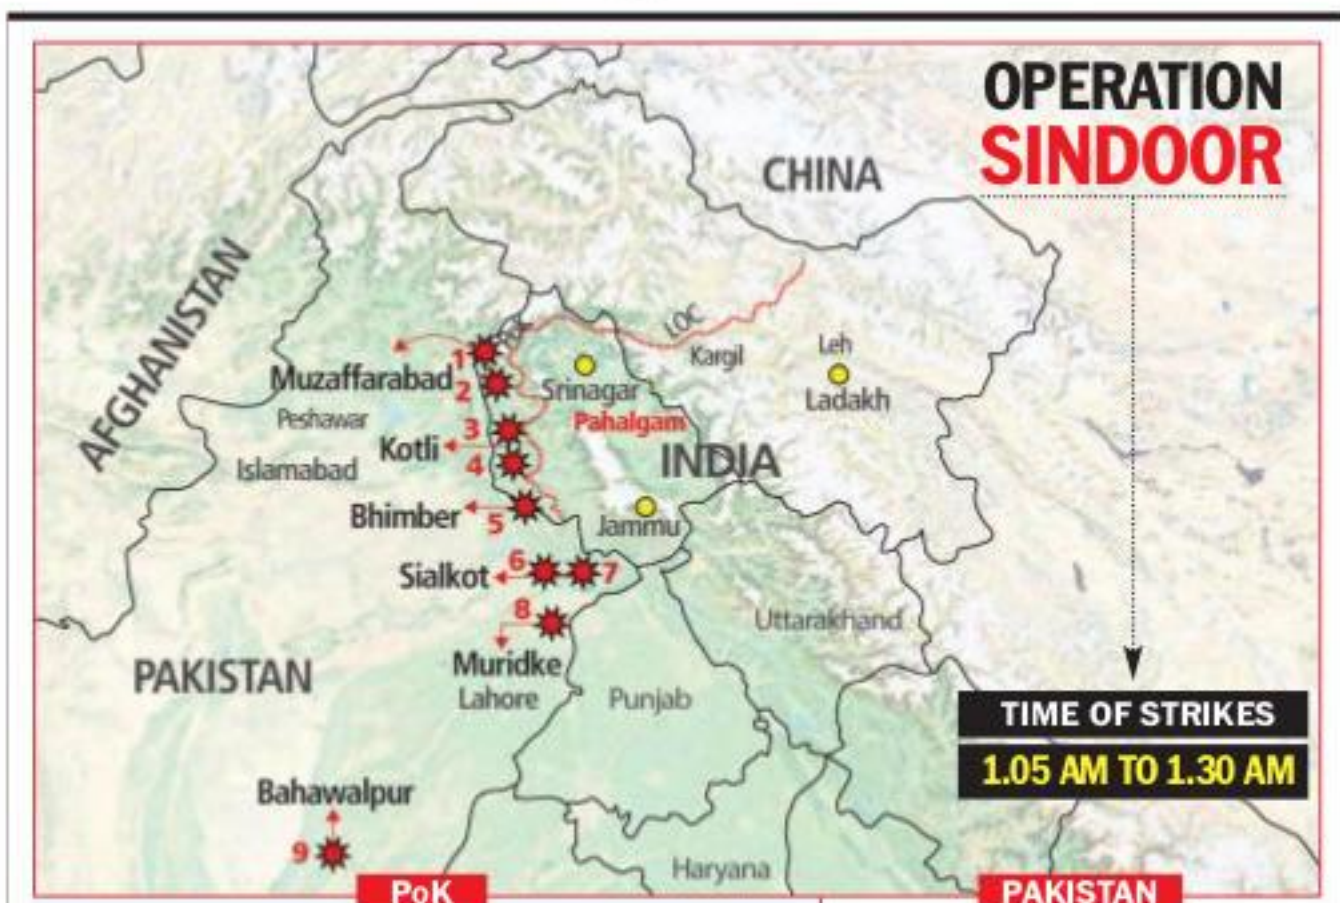 OPERATION
SINDOOR
CHINA
AFGHANISTAN
LOC
Kargil
Leh
Ladakh
1
Muzaffarabad
2
Srinagar
Peshawar
3
Pahalgam
Kotli
4
INDIA
Islamabad
Bhimber
5
Jammu
Sialkot
6
7
8
Uttarakhand
PAKISTAN
Muridke
Lahore
Punjab
TIME OF STRIKES
1.05 AM TO 1.30 AM
Bahawalpur
9
Haryana
PoK
PAKISTAN